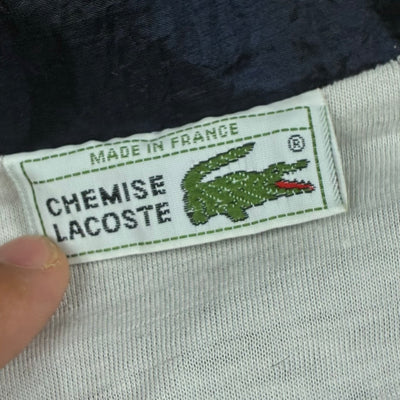 MADE IN FRANCE
CHEMISE
LACOSTE
®